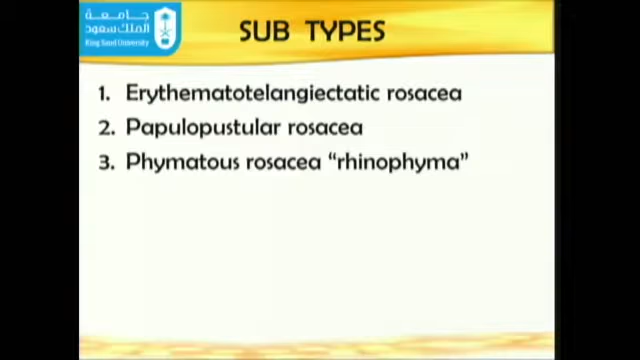 جامعة
الملك سعود
King Saud University
SUB TYPES
1. Erythematotelangiectatic rosacea
2. Papulopustular rosacea
3. Phymatous rosacea “rhinophyma”